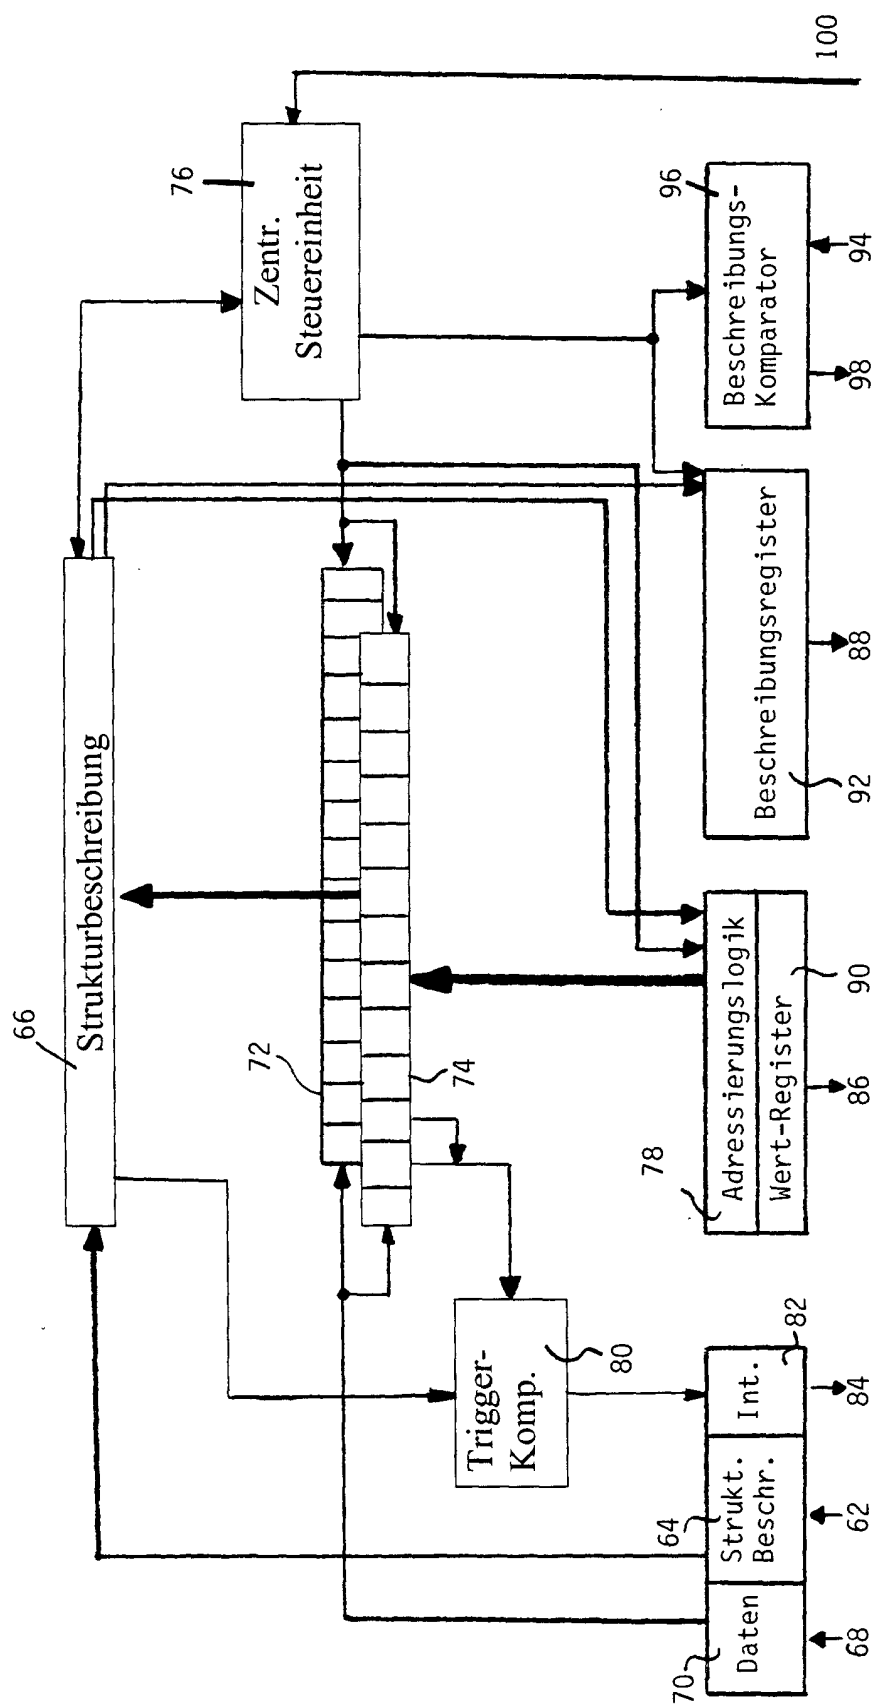 100
76
Zentr.
Steuereinheit
66
Strukturbeschreibung
72
74
96
Beschreibungs-
Komparator
94
98
Beschreibungsregister
88
92
78
Adressierungslogik
Wert-Register
90
86
Trigger-
Komp.
80
82
Int.
84
64
Strukt.
Beschr.
62
70
Daten
68